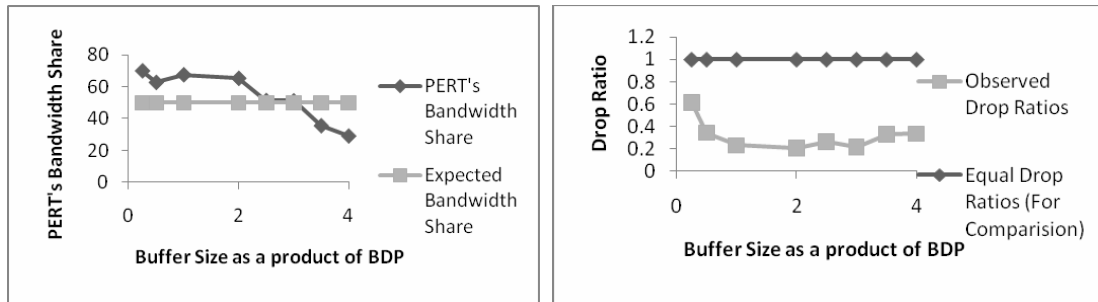 PERT's Bandwidth Share
80
60
40
20
0
0
2
4
Buffer Size as a product of BDP
PERT's
Bandwidth
Share
Expected
Bandwidth
Share
Drop Ratio
1.2
1
0.8
0.6
0.4
0.2
0
0
2
4
Buffer Size as a product of BDP
Observed
Drop Ratios
Equal Drop
Ratios (For
Comparision)